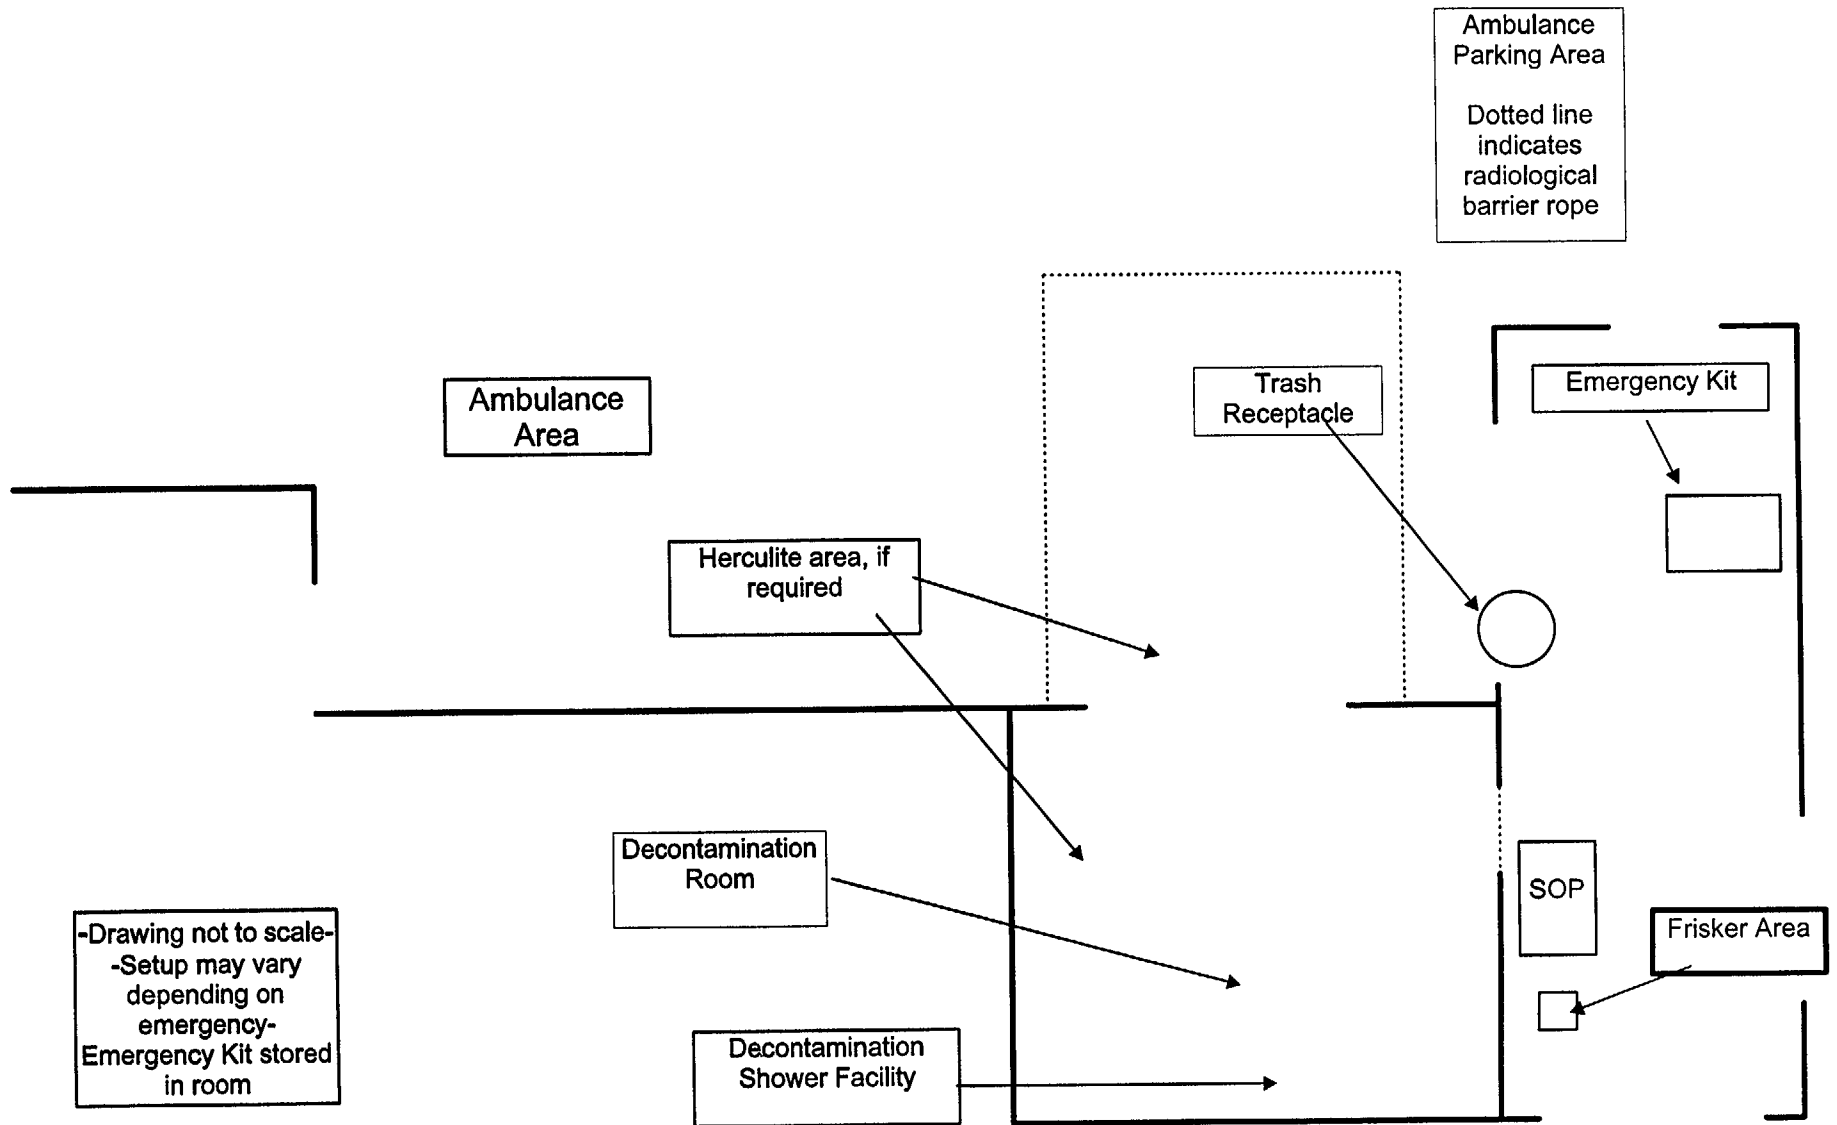 Ambulance
Parking Area
Dotted line
indicates
radiological
barrier rope
Trash
Receptacle
Emergency Kit
Ambulance
Area
Herculite area, if
required
Decontamination
Room
SOP
Frisker Area
-Drawing not to scale-
-Setup may vary
depending on
emergency-
Emergency Kit stored
in room
Decontamination
Shower Facility